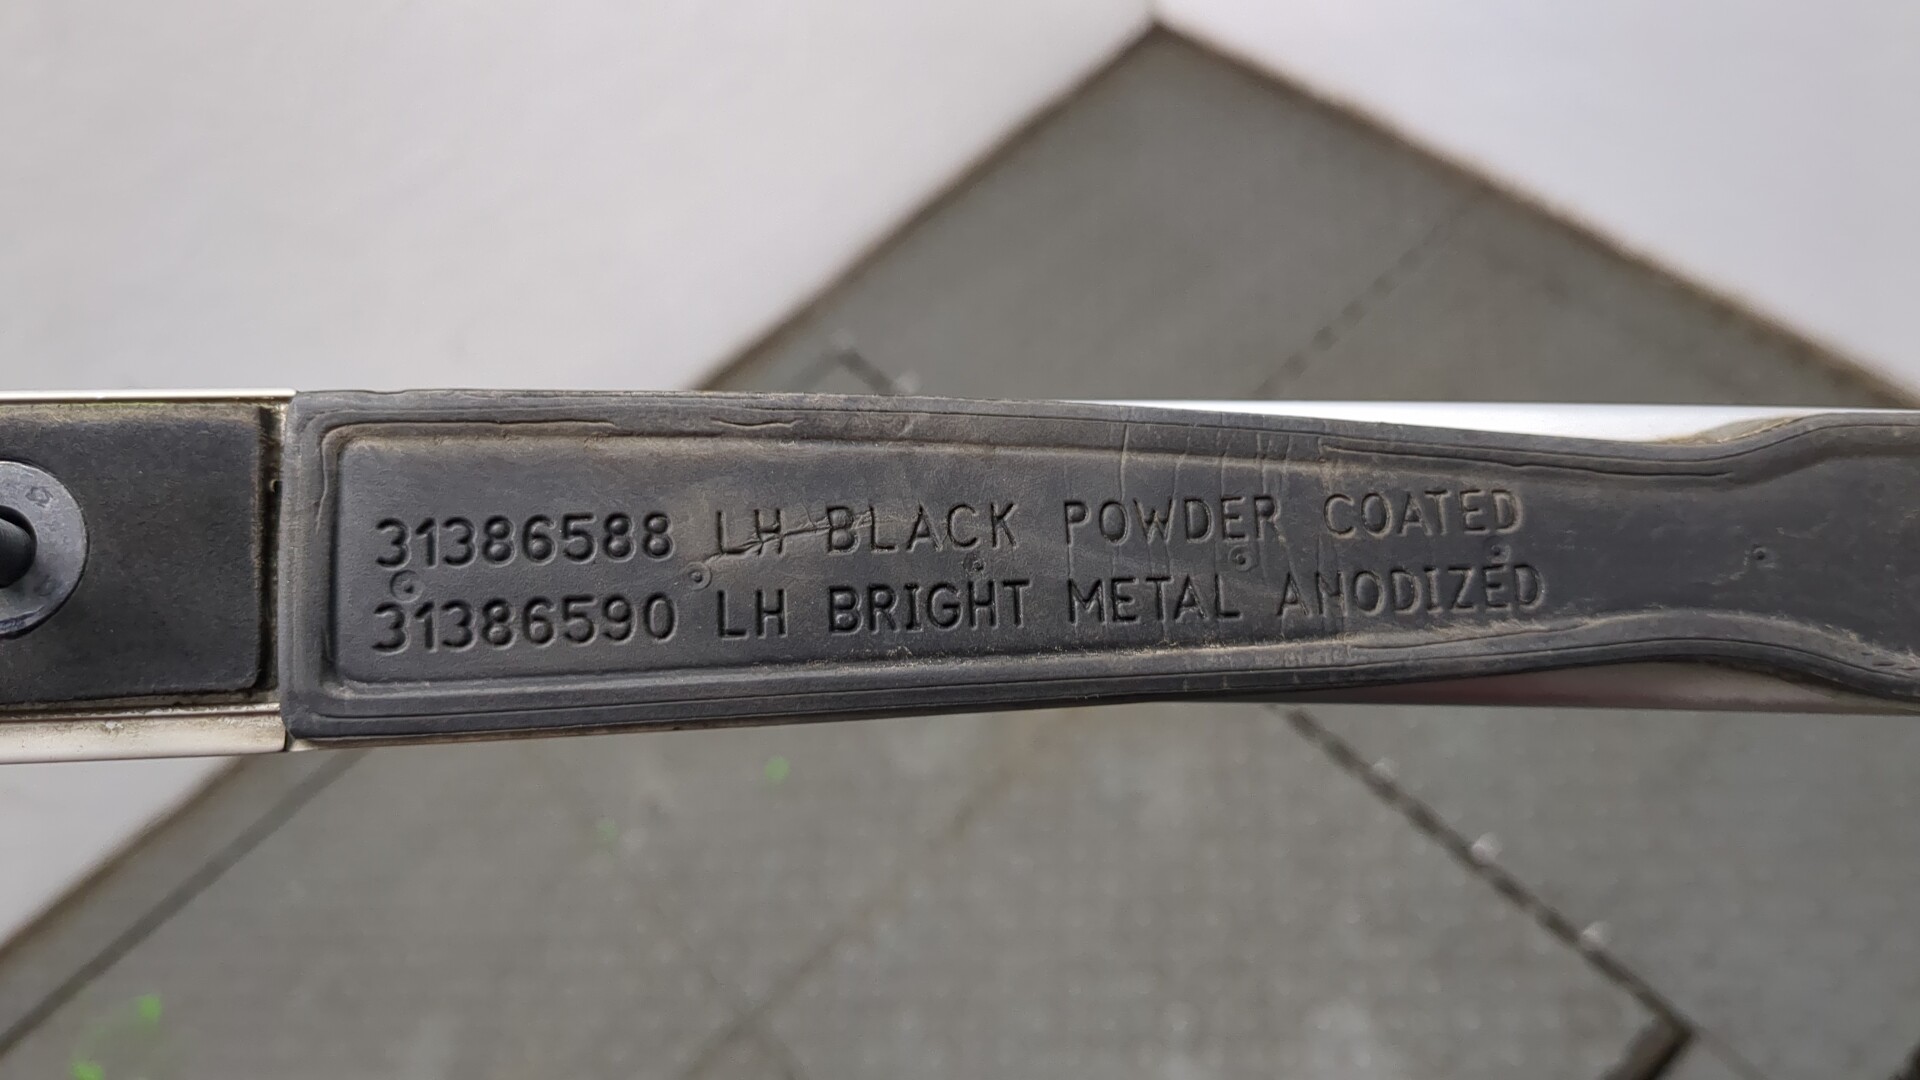 31386588 LH BLACK POWDER COATED
31386590 LH BRIGHT METAL ANODIZED